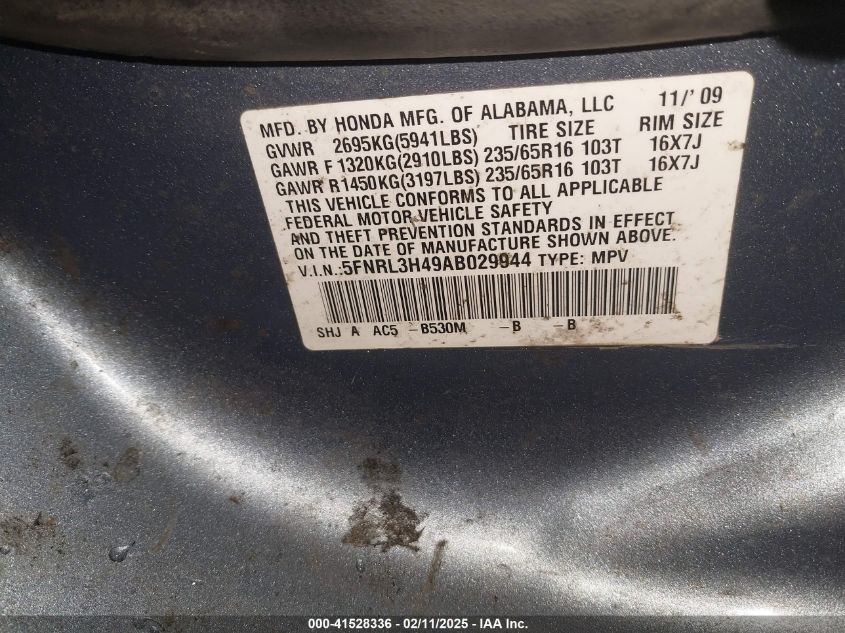 MFD. BY HONDA MFG. OF ALABAMA, LLC 11/' 09
GVWR 2695KG(5941LBS) TIRE SIZE RIM SIZE
GAWR F1320KG(2910LBS) 235/65R16 103T 16X7J
GAWR R1450KG(3197LBS) 235/65R16 103T 16X7J
THIS VEHICLE CONFORMS TO ALL APPLICABLE
FEDERAL MOTOR VEHICLE SAFETY
AND THEFT PREVENTION STANDARDS IN EFFECT
ON THE DATE OF MANUFACTURE SHOWN ABOVE.
V.I.N.:5FNRL3H49AB029944 TYPE: MPV
SHJ A AC5 -B530M -B -B
000-41528336 - 02/11/2025 - IAA Inc.